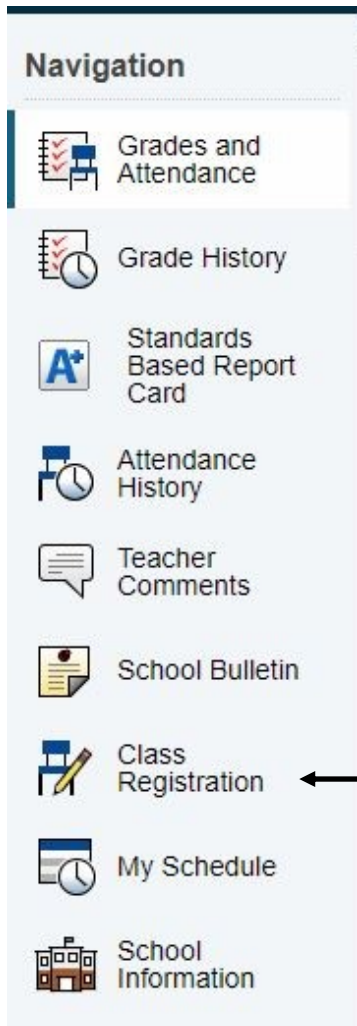 Navigation
Grades and
Attendance
Grade History
A+
Standards
Based Report
Card
Attendance
History
Teacher
Comments
School Bulletin
Class
Registration
My Schedule
School
Information